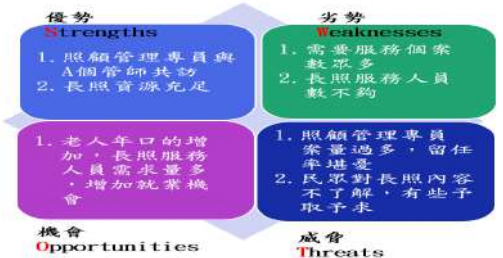 優勢
Strengths
1. 照顧管理專員與
A個管師共訪
2. 長照資源充足
劣勢
Weaknesses
1. 需要服務個案
數眾多
2. 長照服務人員
數不夠
1. 老人年口的增
加，長照服務
人員需求量多
，增加就業機
會
機會
Opportunities
1. 照顧管理專員
案量過多，留任
率堪憂
2. 民眾對長照內容
不了解，有些予
取予求
威脅
Threats